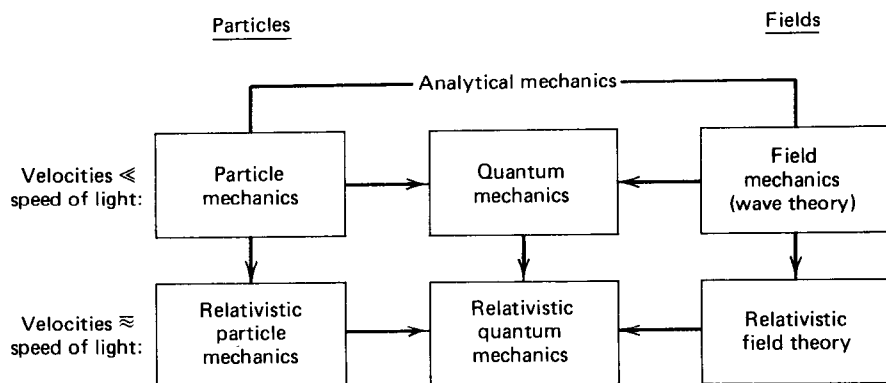 Particles
Fields
Analytical mechanics
Velocities ≪
speed of light:
Particle
mechanics
Quantum
mechanics
Field
mechanics
(wave theory)
Velocities ≂
speed of light:
Relativistic
particle
mechanics
Relativistic
quantum
mechanics
Relativistic
field theory